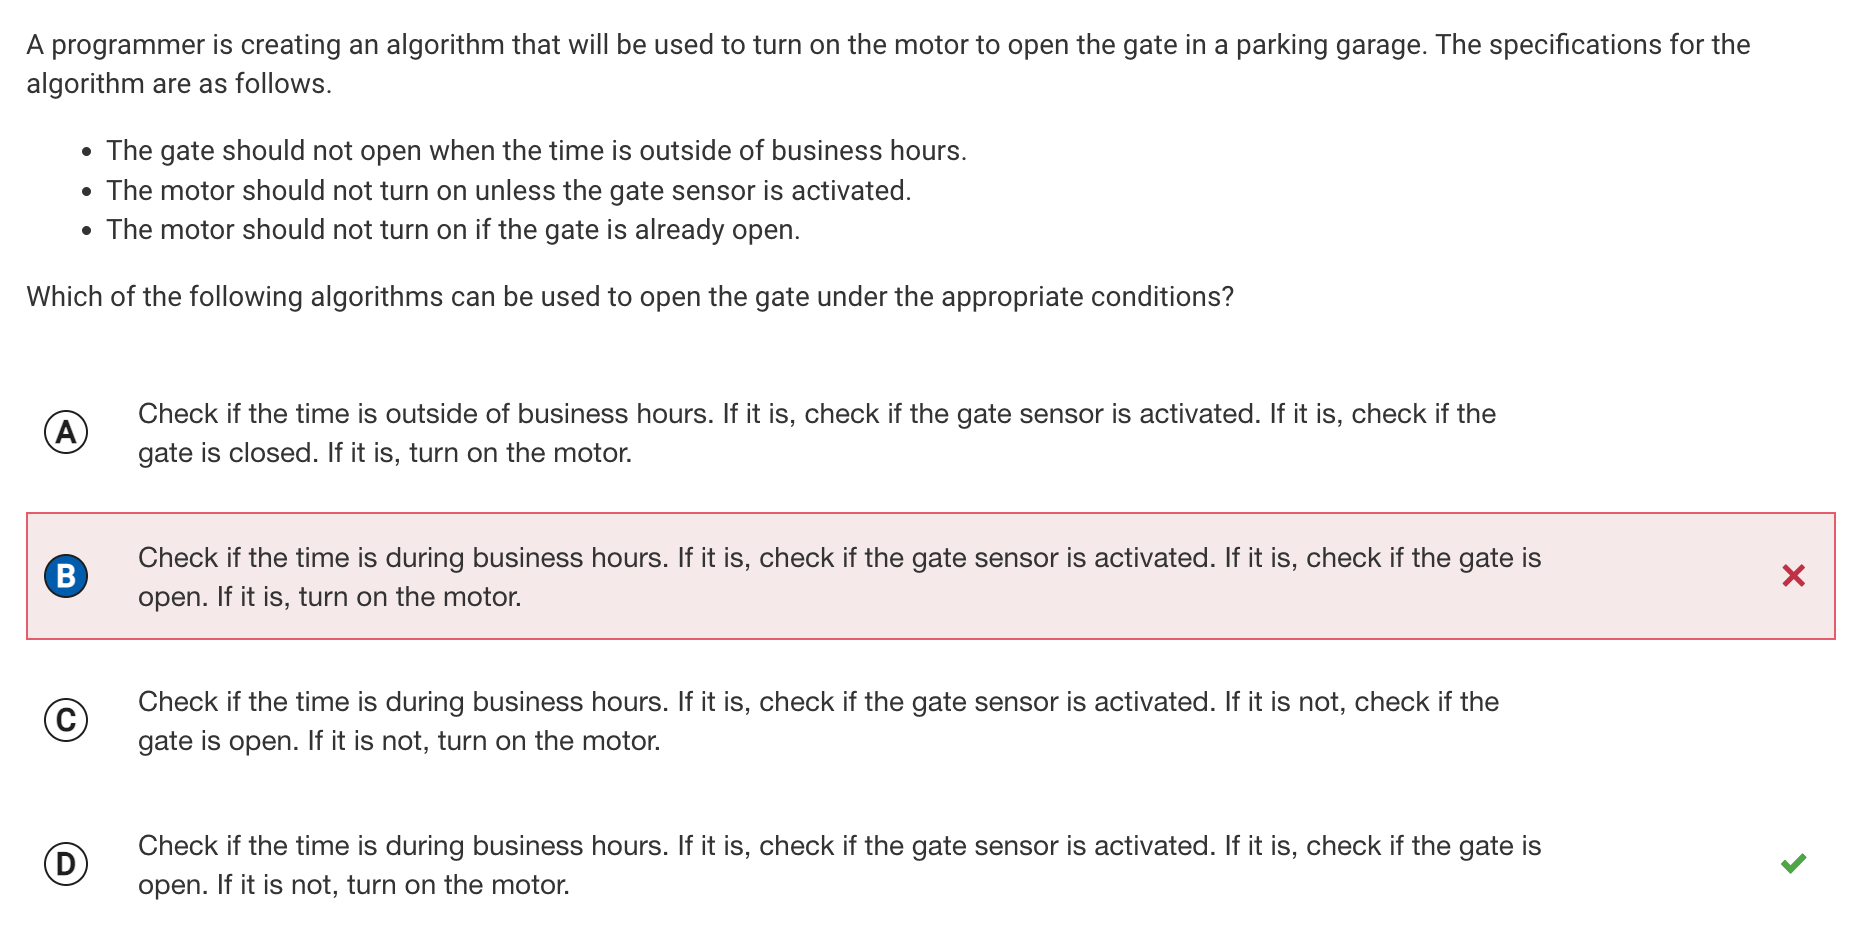 A programmer is creating an algorithm that will be used to turn on the motor to open the gate in a parking garage. The specifications for the
algorithm are as follows.
• The gate should not open when the time is outside of business hours.
• The motor should not turn on unless the gate sensor is activated.
• The motor should not turn on if the gate is already open.
Which of the following algorithms can be used to open the gate under the appropriate conditions?
A Check if the time is outside of business hours. If it is, check if the gate sensor is activated. If it is, check if the
gate is closed. If it is, turn on the motor.
B Check if the time is during business hours. If it is, check if the gate sensor is activated. If it is, check if the gate is
open. If it is, turn on the motor.
C Check if the time is during business hours. If it is, check if the gate sensor is activated. If it is not, check if the
gate is open. If it is not, turn on the motor.
D Check if the time is during business hours. If it is, check if the gate sensor is activated. If it is, check if the gate is
open. If it is not, turn on the motor.